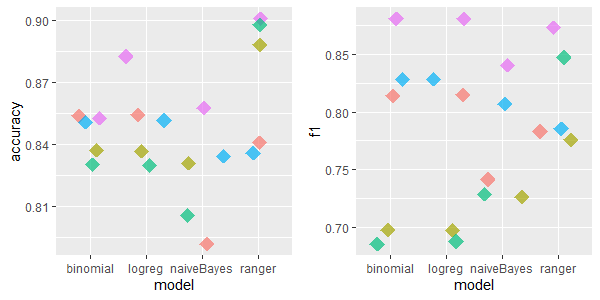 accuracy
0.90
0.87
0.84
0.81
binomial logreg naiveBayes ranger
model
f1
0.85
0.80
0.75
0.70
binomial logreg naiveBayes ranger
model